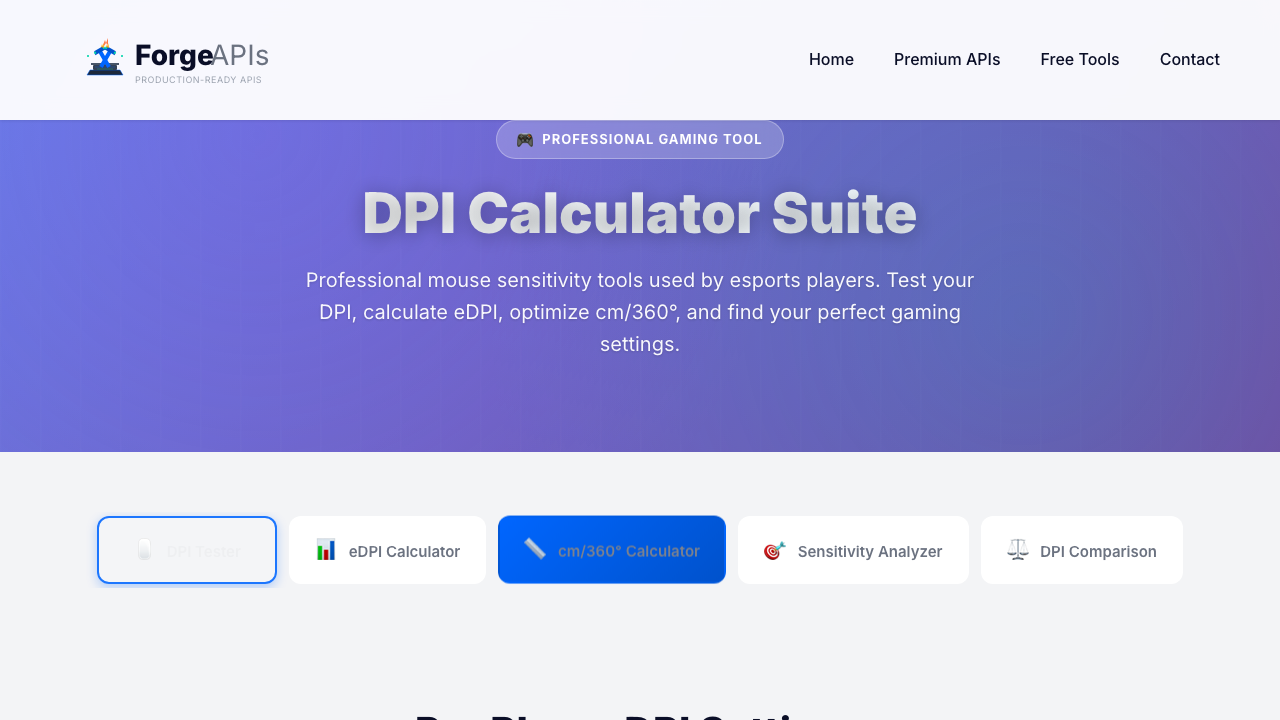 ForgeAPIs
PRODUCTION-READY APIS
Home
Premium APIs
Free Tools
Contact
PROFESSIONAL GAMING TOOL
DPI Calculator Suite
Professional mouse sensitivity tools used by esports players. Test your
DPI, calculate eDPI, optimize cm/360°, and find your perfect gaming
settings.
DPI Tester
eDPI Calculator
cm/360° Calculator
Sensitivity Analyzer
DPI Comparison